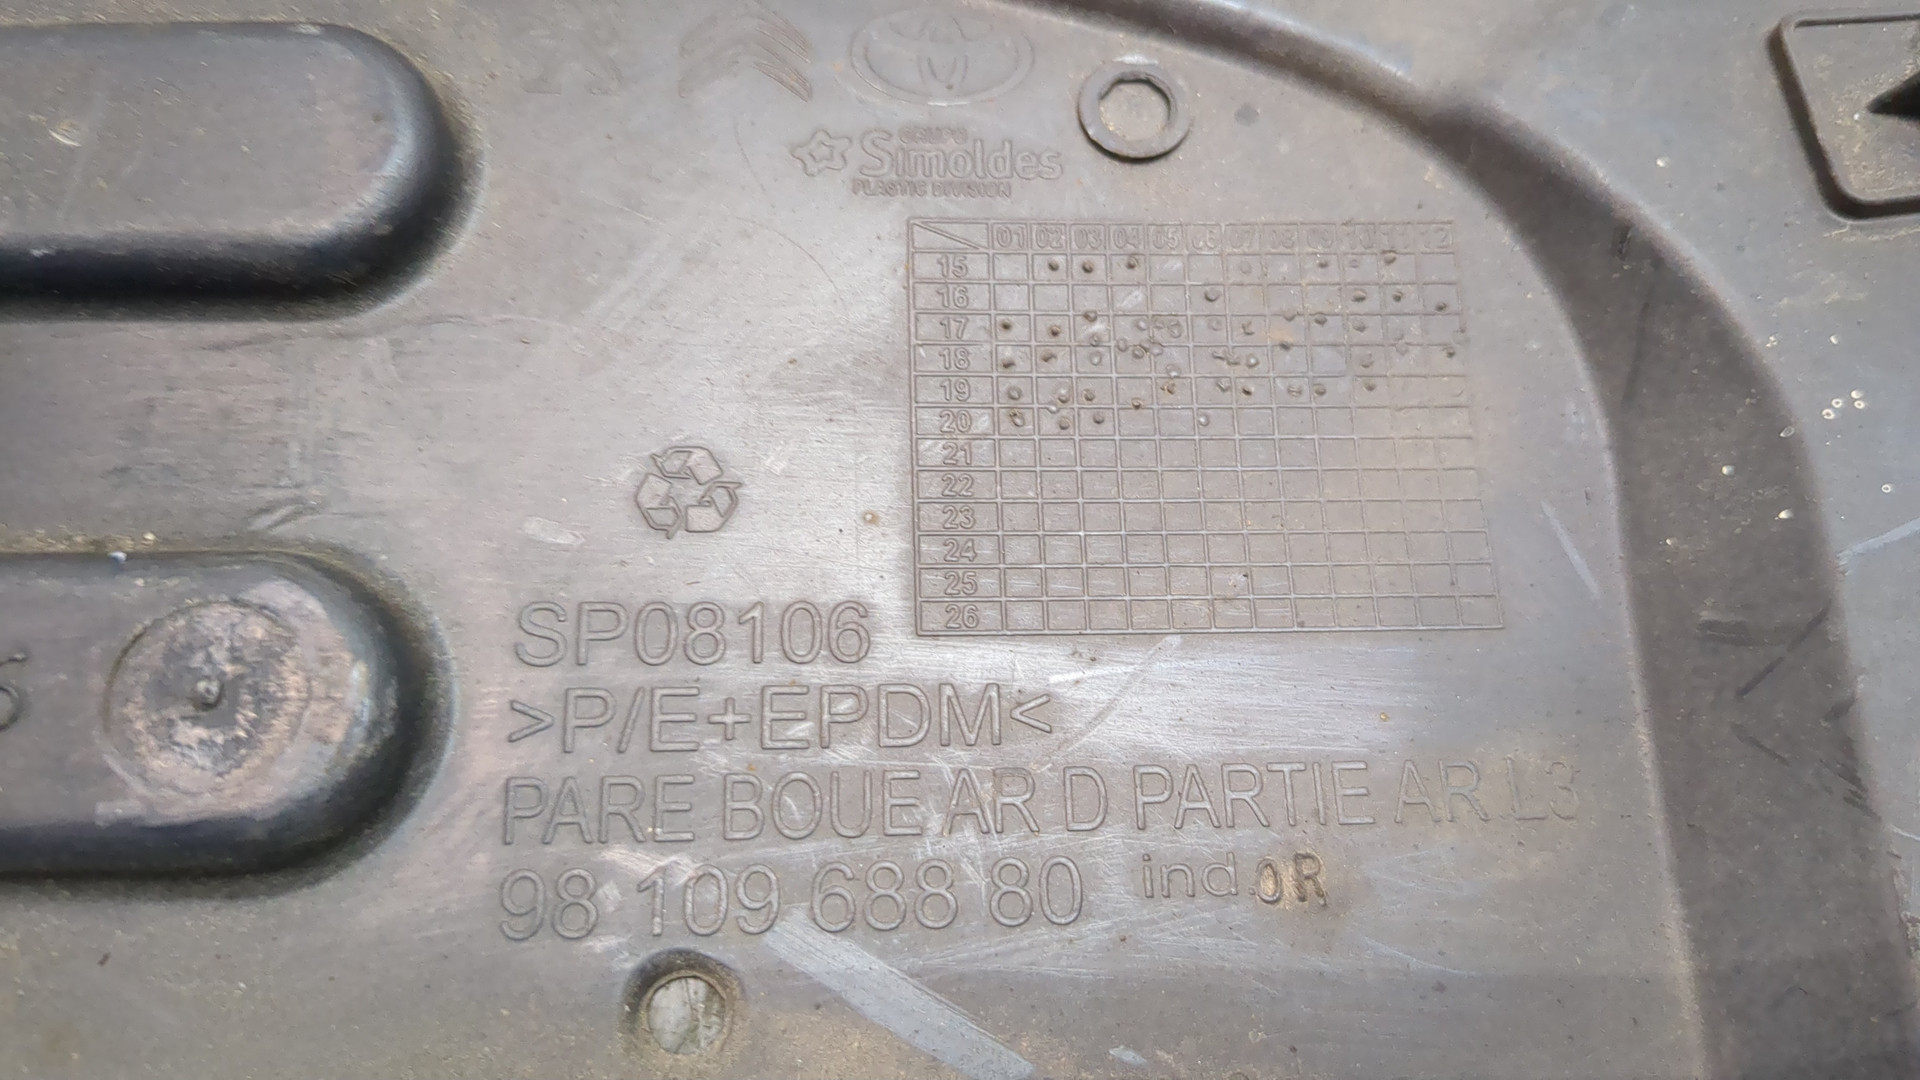 GRUPO
Simoldes
PLASTIC DIVISION
01 02 03 04 05 06 07 08 09 10 11 12
15
16
17
18
19
20
21
22
23
24
25
26
SP08106
>P/E+EPDM<
PARE BOUE AR D PARTIE AR L3
98 109 688 80 ind.0R